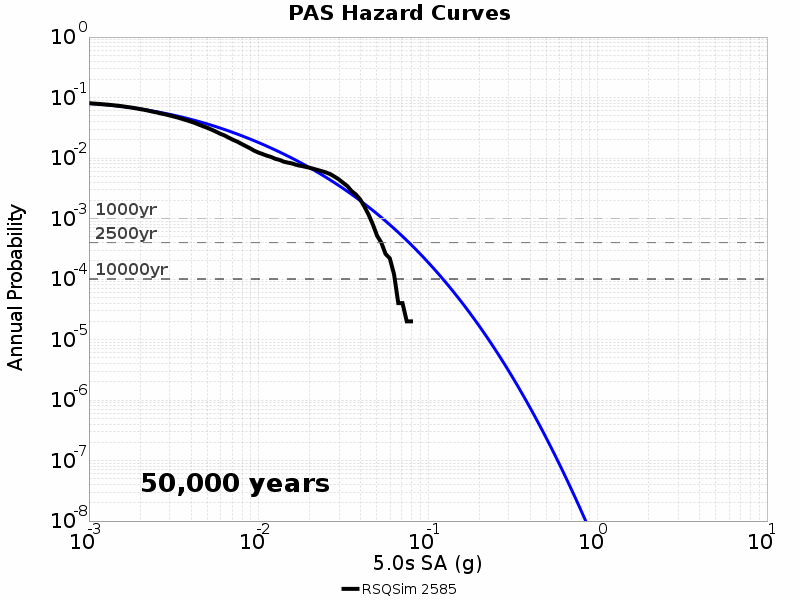 PAS Hazard Curves
10^0
10^-1
10^-2
10^-3
10^-4
10^-5
10^-6
10^-7
10^-8
Annual Probability
1000yr
2500yr
10000yr
50,000 years
10^-3 10^-2 10^-1 10^0 10^1
5.0s SA (g)
RSQSim 2585